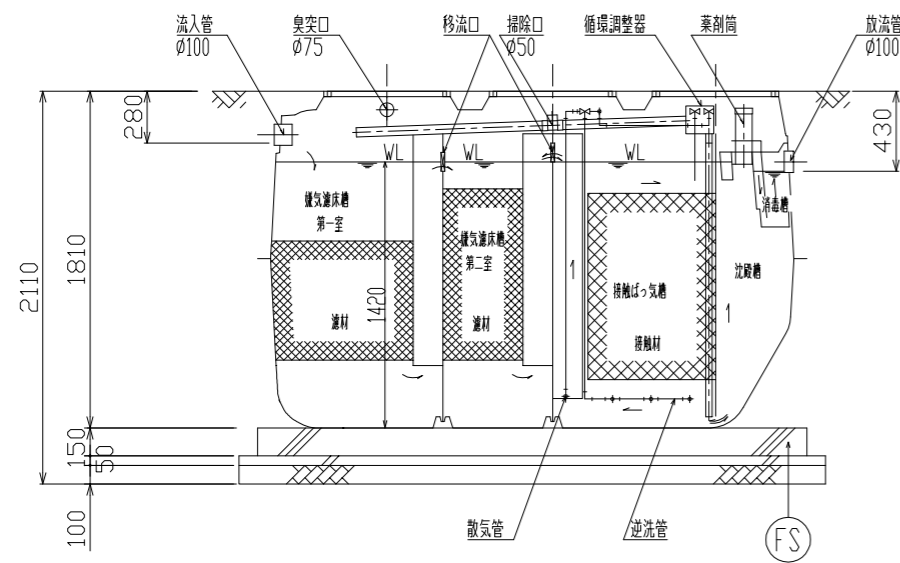 流入管
Ø100
臭突口
Ø75
移流口
掃除口
Ø50
循環調整器
薬剤筒
放流管
Ø100
280
430
WL
WL
WL
嫌気濾床槽
第一室
嫌気濾床槽
第二室
消毒槽
沈殿槽
接触ばっ気槽
接触材
濾材
濾材
1420
1
1
2110
1810
150
50
100
散気管
逆洗管
FS